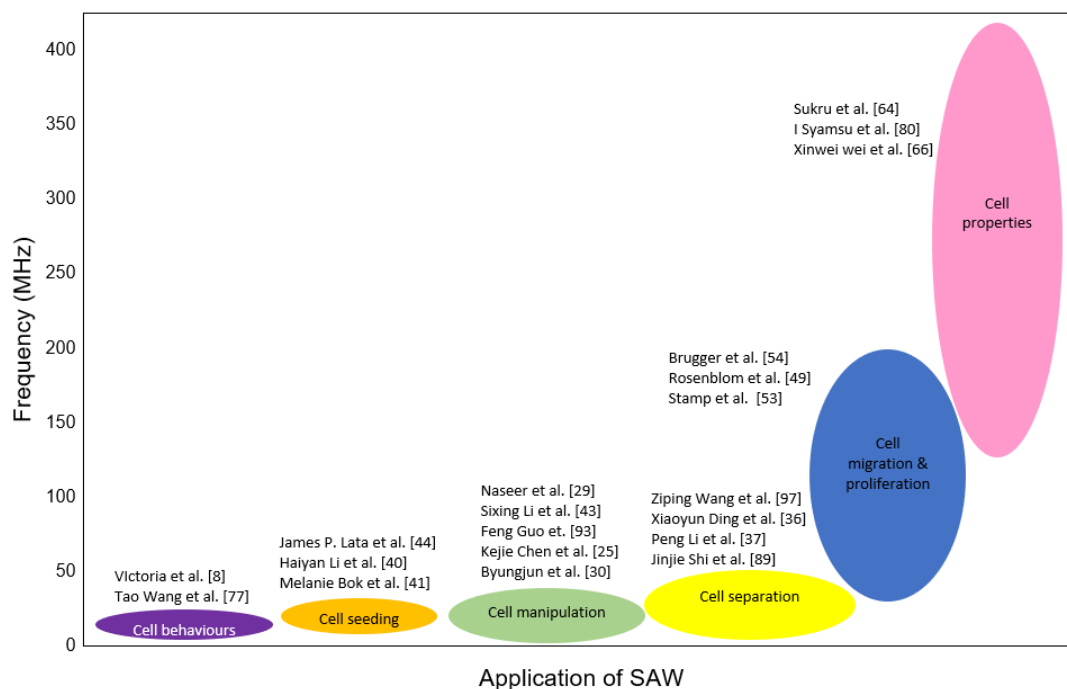 400
350
300
250
200
150
100
50
0
Frequency (MHz)
Sukru et al. [64]
I Syamsu et al. [80]
Xinwei wei et al. [66]
Cell
properties
Brugger et al. [54]
Rosenblom et al. [49]
Stamp et al.  [53]
Cell
migration &
proliferation
Naseer et al. [29]
Sixing Li et al. [43]
Feng Guo et. [93]
Kejie Chen et al. [25]
Byungjun et al. [30]
Cell manipulation
Ziping Wang et al. [97]
Xiaoyun Ding et al. [36]
Peng Li et al. [37]
Jinjie Shi et al. [89]
Cell separation
James P. Lata et al. [44]
Haiyan Li et al. [40]
Melanie Bok et al. [41]
Cell seeding
VIctoria et al. [8]
Tao Wang et al. [77]
Cell behaviours
Application of SAW